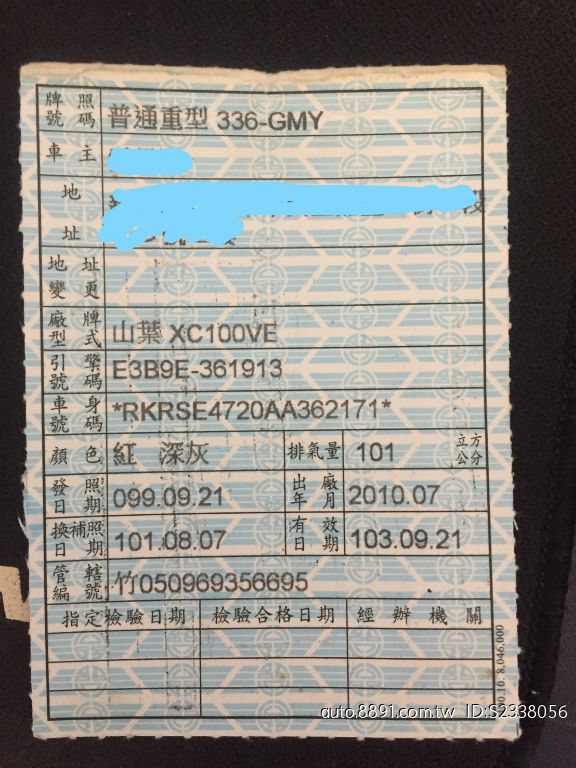 牌照號碼 普通重型 336-GMY
車主
地址
地址變更
廠牌型式 山葉 XC100VE
引擎號碼 E3B9E-361913
車身號碼 *RKRSE4720AA362171*
顏色 紅 深灰 排氣量 101 立方公分
發照日期 099.09.21 出廠年月 2010.07
換補照日期 101.08.07 有效日期 103.09.21
管轄編號 竹050969356695
指定檢驗日期 檢驗合格日期 經辦機關
0.10. 8,046,000
auto.8891.com.tw ID:S2338056